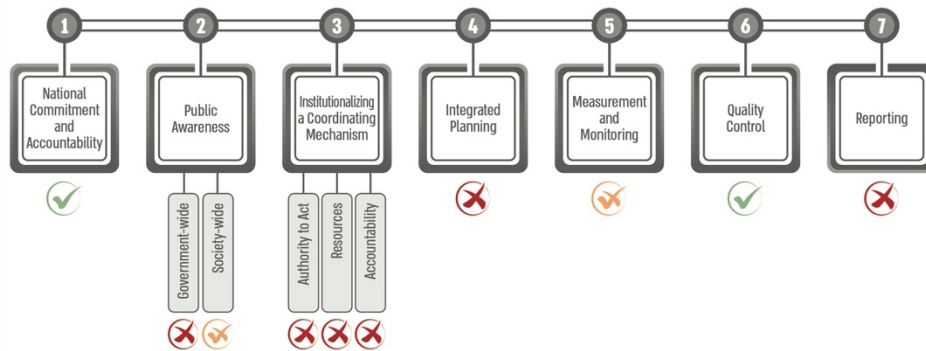 1
2
3
4
5
6
7
National
Commitment
and
Accountability
Public
Awareness
Institutionalizing
a Coordinating
Mechanism
Integrated
Planning
Measurement
and
Monitoring
Quality
Control
Reporting
Government-wide
Society-wide
Authority to Act
Resources
Accountability